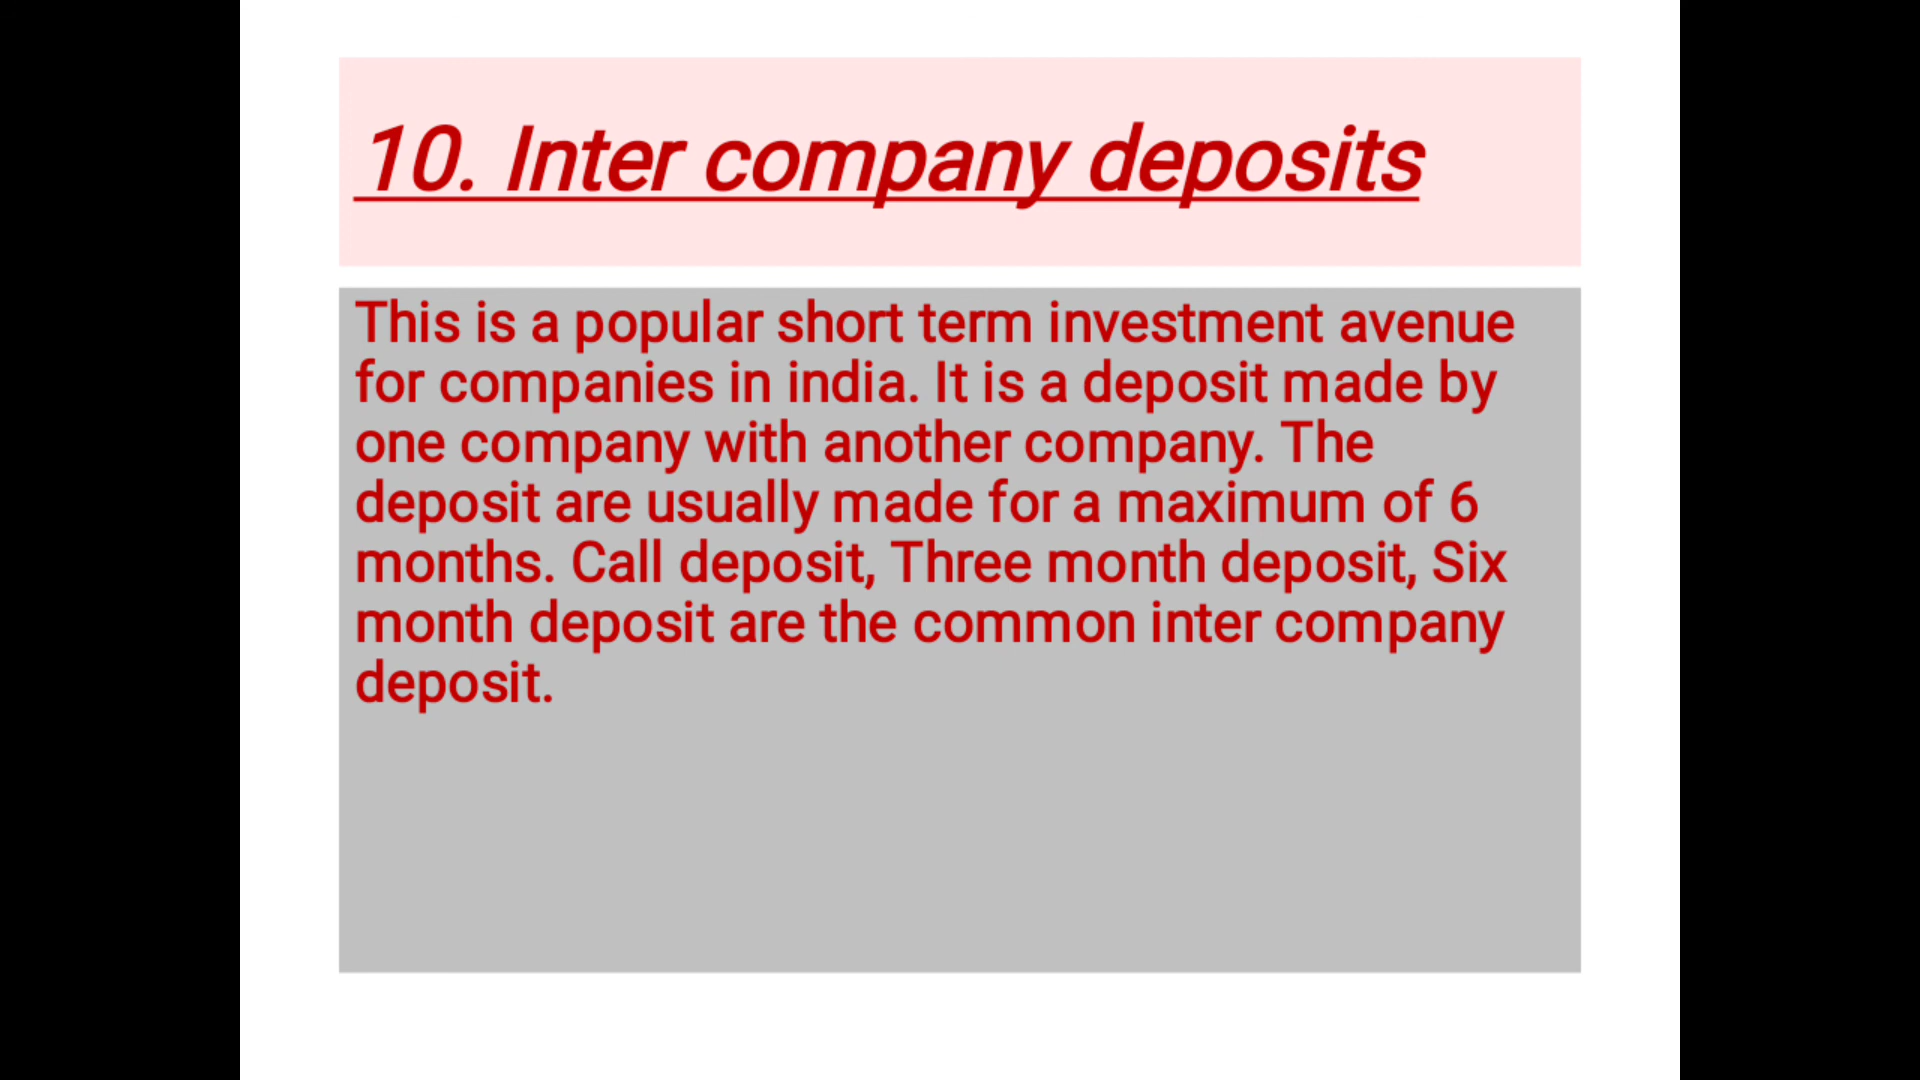 10. Inter company deposits
This is a popular short term investment avenue
for companies in india. It is a deposit made by
one company with another company. The
deposit are usually made for a maximum of 6
months. Call deposit, Three month deposit, Six
month deposit are the common inter company
deposit.